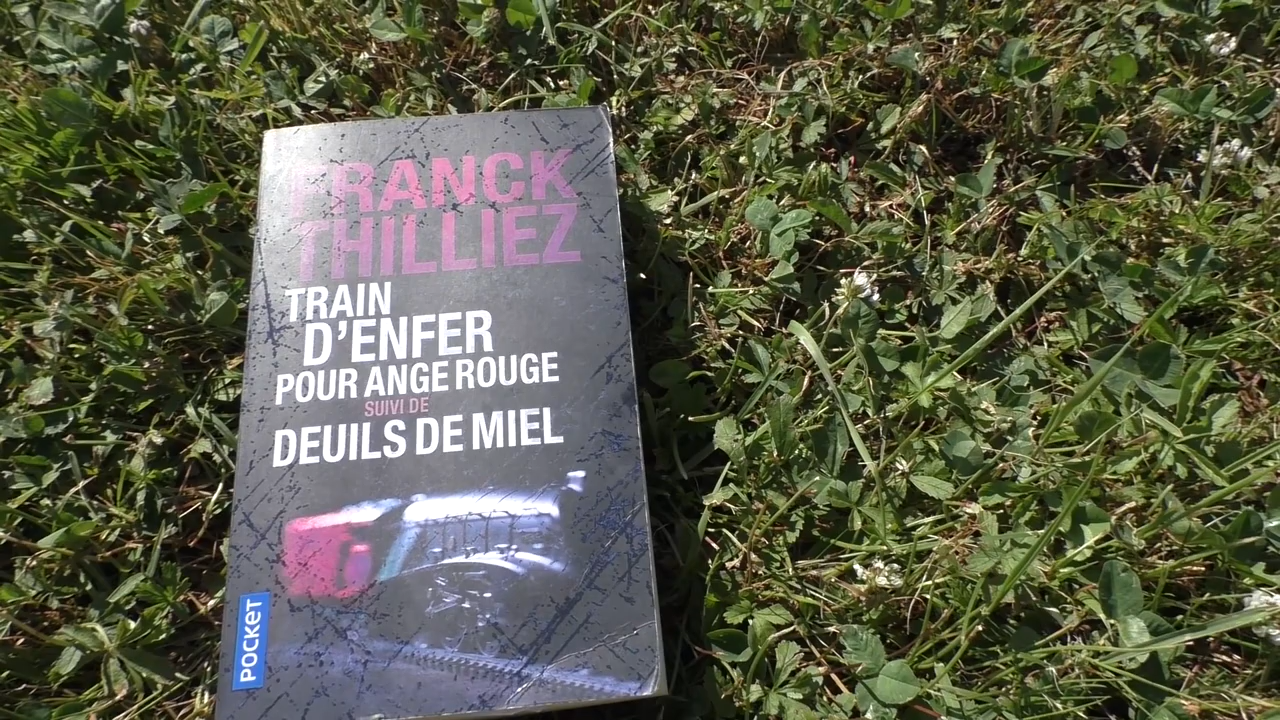 FRANCK
THILLIEZ
TRAIN
D'ENFER
POUR ANGE ROUGE
SUIVI DE
DEUILS DE MIEL
POCKET